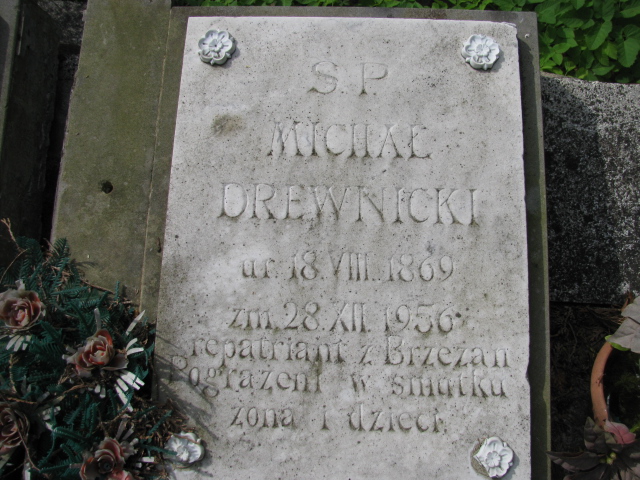 S.P.
MICHAŁ
DREWNICKI
ur. 18. VIII. 1869
zm. 28. XII. 1956
repatriant z Brzeżan
Pogrążeni w smutku
żona i dzieci.